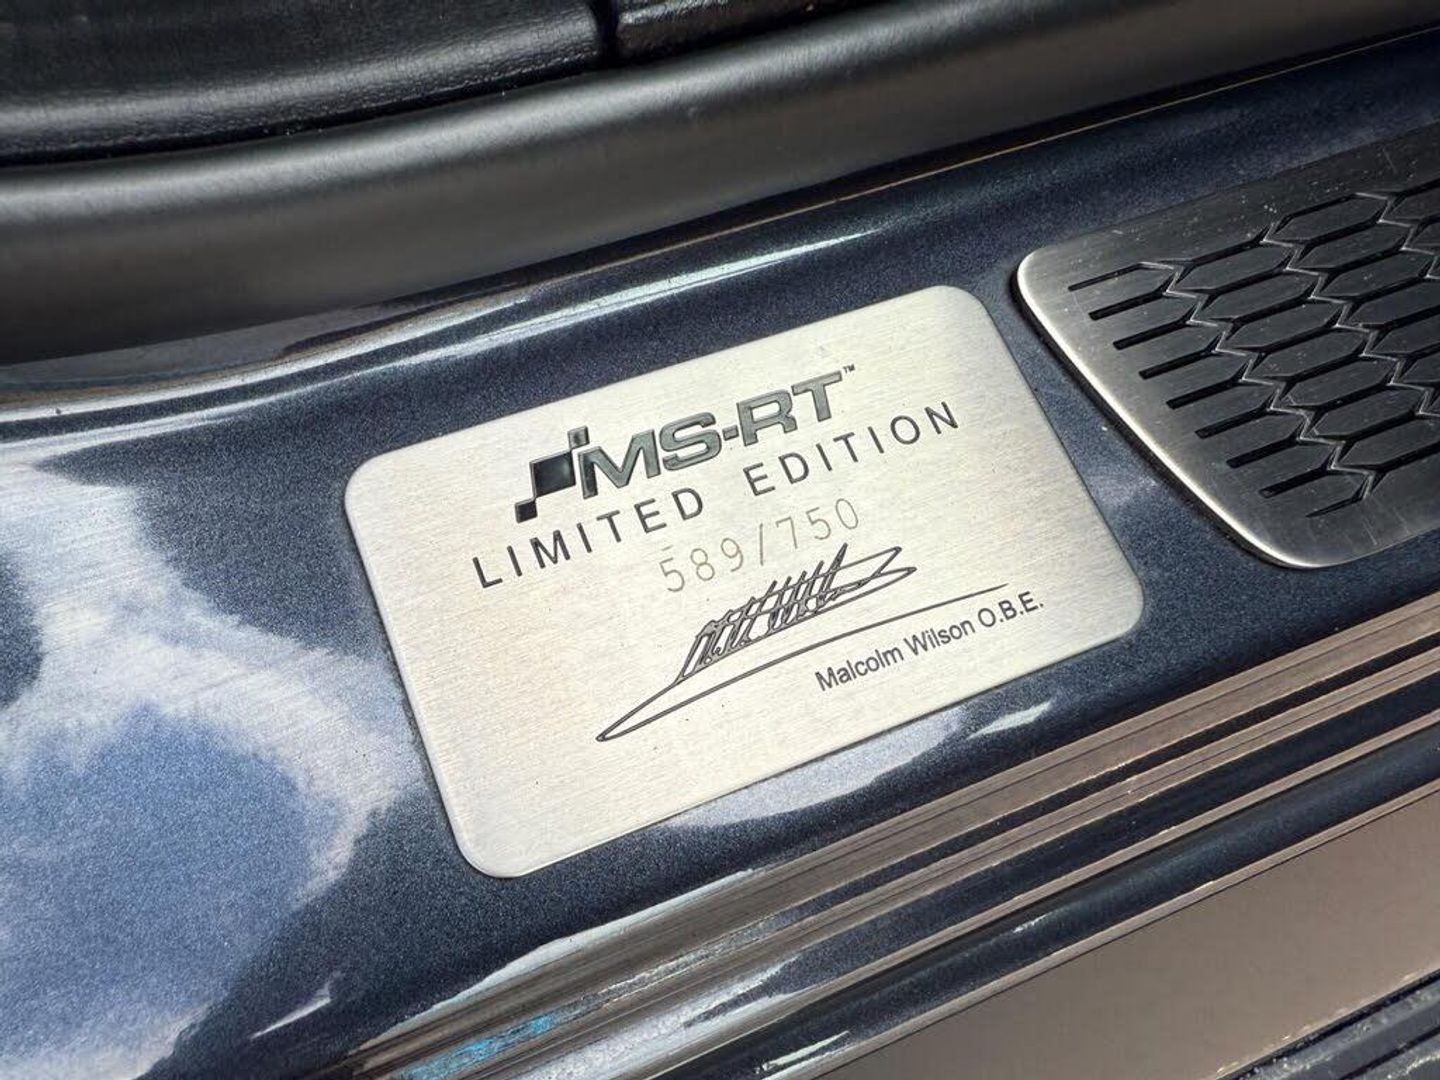 MS-RT™
LIMITED EDITION
589/750
Malcolm Wilson O.B.E.